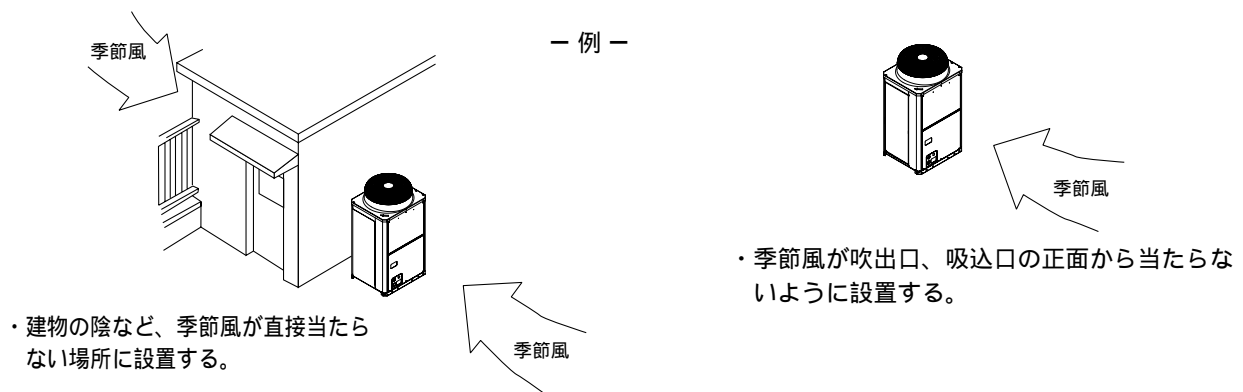 季節風
ー 例 ー
季節風
・季節風が吹出口、吸込口の正面から当たらな
いように設置する。
・建物の陰など、季節風が直接当たら
ない場所に設置する。
季節風